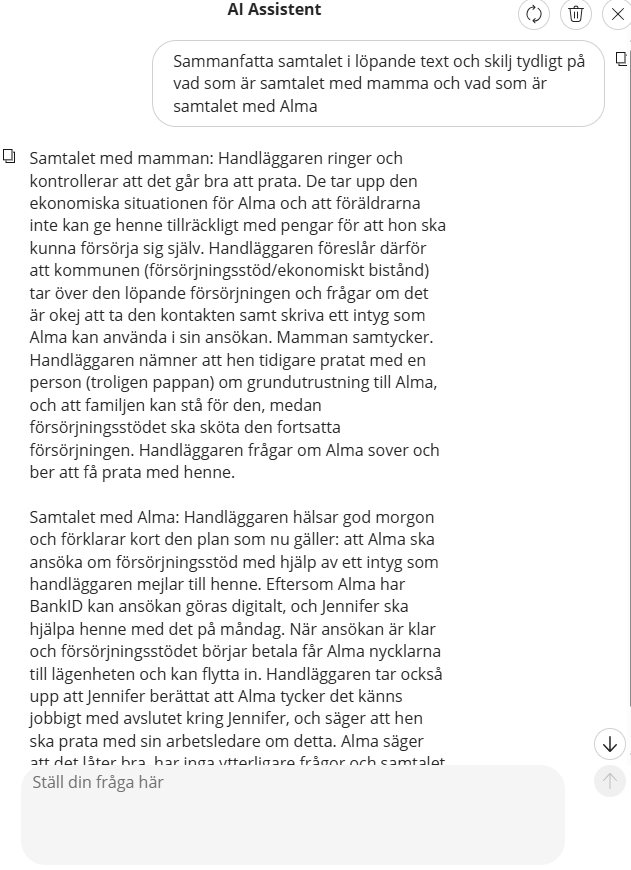 AI Assistent
Sammanfatta samtalet i löpande text och skilj tydligt på
vad som är samtalet med mamma och vad som är
samtalet med Alma
Samtalet med mamman: Handläggaren ringer och
kontrollerar att det går bra att prata. De tar upp den
ekonomiska situationen för Alma och att föräldrarna
inte kan ge henne tillräckligt med pengar för att hon ska
kunna försörja sig själv. Handläggaren föreslår därför
att kommunen (försörjningsstöd/ekonomiskt bistånd)
tar över den löpande försörjningen och frågar om det
är okej att ta den kontakten samt skriva ett intyg som
Alma kan använda i sin ansökan. Mamman samtycker.
Handläggaren nämner att hen tidigare pratat med en
person (troligen pappan) om grundutrustning till Alma,
och att familjen kan stå för den, medan
försörjningsstödet ska sköta den fortsatta
försörjningen. Handläggaren frågar om Alma sover och
ber att få prata med henne.
Samtalet med Alma: Handläggaren hälsar god morgon
och förklarar kort den plan som nu gäller: att Alma ska
ansöka om försörjningsstöd med hjälp av ett intyg som
handläggaren mejlar till henne. Eftersom Alma har
BankID kan ansökan göras digitalt, och Jennifer ska
hjälpa henne med det på måndag. När ansökan är klar
och försörjningsstödet börjar betala får Alma nycklarna
till lägenheten och kan flytta in. Handläggaren tar också
upp att Jennifer berättat att Alma tycker det känns
jobbigt med avslutet kring Jennifer, och säger att hen
ska prata med sin arbetsledare om detta. Alma säger
att det låter bra, har inga ytterligare frågor och samtalet
Ställ din fråga här